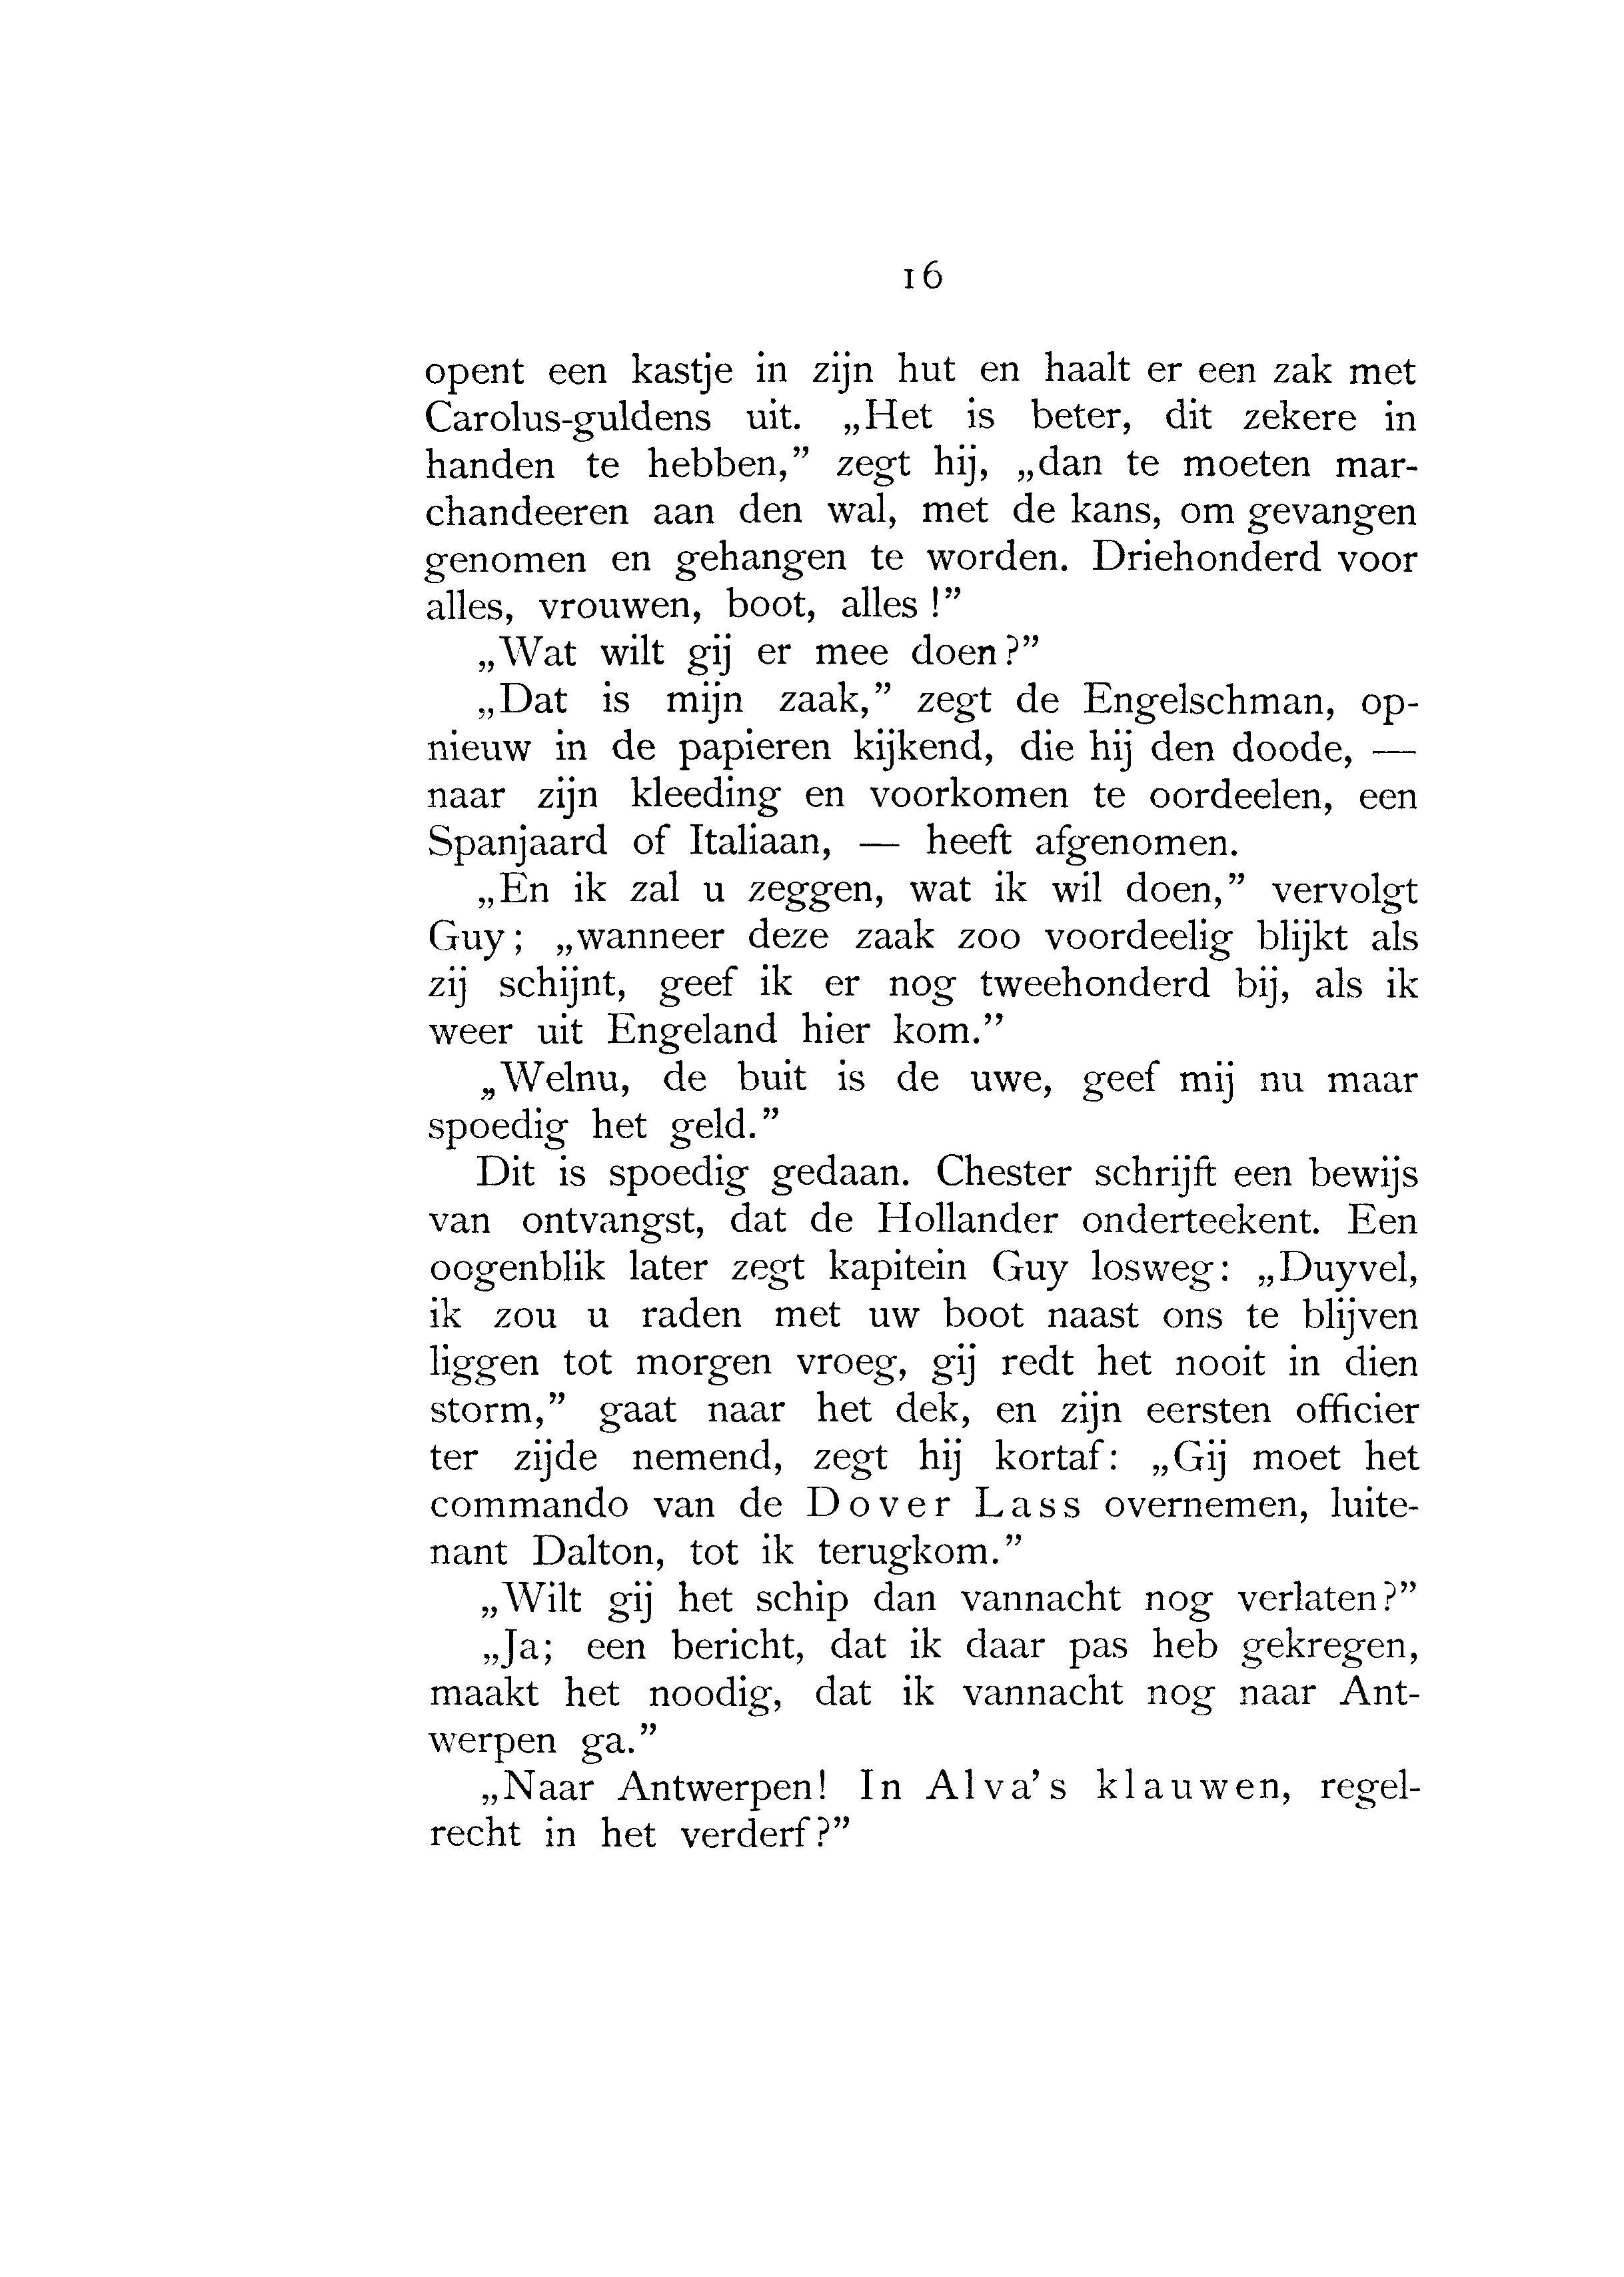 16
opent een kastje in zijn hut en haalt er een zak met
Carolus-guldens uit. „Het is beter, dit zekere in
handen te hebben,” zegt hij, „dan te moeten mar-
chandeeren aan den wal, met de kans, om gevangen
genomen en gehangen te worden. Driehonderd voor
alles, vrouwen, boot, alles!”
„Wat wilt gij er mee doen?”
„Dat is mijn zaak,” zegt de Engelschman, op-
nieuw in de papieren kijkend, die hij den doode, —
naar zijn kleeding en voorkomen te oordeelen, een
Spanjaard of Italiaan, — heeft afgenomen.
„En ik zal u zeggen, wat ik wil doen,” vervolgt
Guy; „wanneer deze zaak zoo voordeelig blijkt als
zij schijnt, geef ik er nog tweehonderd bij, als ik
weer uit Engeland hier kom.”
„Welnu, de buit is de uwe, geef mij nu maar
spoedig het geld.”
Dit is spoedig gedaan. Chester schrijft een bewijs
van ontvangst, dat de Hollander onderteekent. Een
oogenblik later zegt kapitein Guy losweg: „Duyvel,
ik zou u raden met uw boot naast ons te blijven
liggen tot morgen vroeg, gij redt het nooit in dien
storm,” gaat naar het dek, en zijn eersten officier
ter zijde nemend, zegt hij kortaf: „Gij moet het
commando van de Dover Lass overnemen, luite-
nant Dalton, tot ik terugkom.”
„Wilt gij het schip dan vannacht nog verlaten?”
„Ja; een bericht, dat ik daar pas heb gekregen,
maakt het noodig, dat ik vannacht nog naar Ant-
werpen ga.”
„Naar Antwerpen! In Alva's klauwen, regel-
recht in het verderf?”